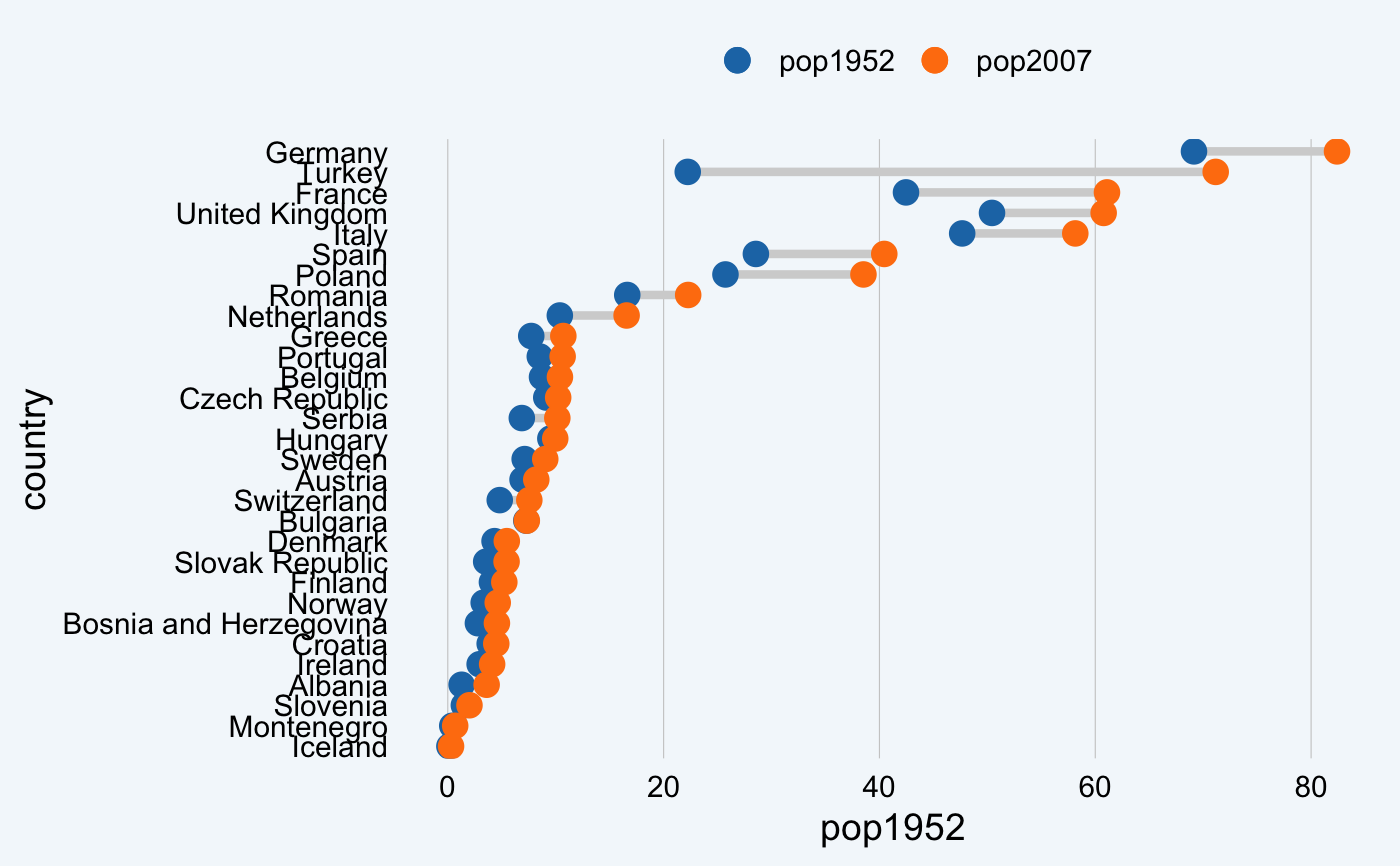 pop1952 pop2007
Germany
Turkey
France
United Kingdom
Italy
Spain
Poland
Romania
Netherlands
Greece
Portugal
Belgium
Czech Republic
Serbia
Hungary
Sweden
Austria
Switzerland
Bulgaria
Denmark
Slovak Republic
Finland
Norway
Bosnia and Herzegovina
Croatia
Ireland
Albania
Slovenia
Montenegro
Iceland
country
0 20 40 60 80
pop1952